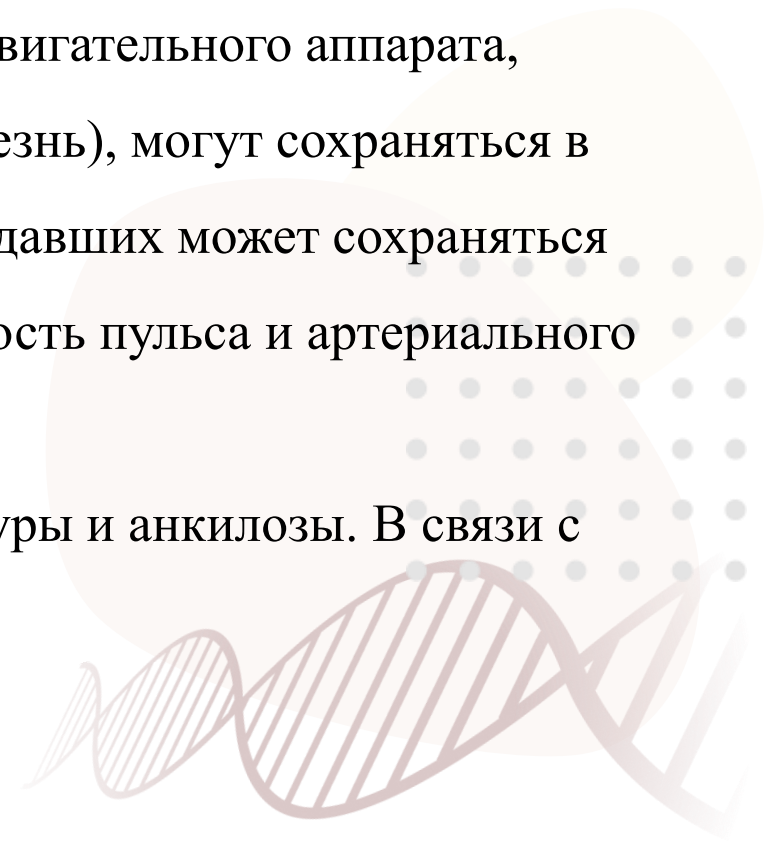 вигательного аппарата,
езнь), могут сохраняться в
давших может сохраняться
ость пульса и артериального
уры и анкилозы. В связи с